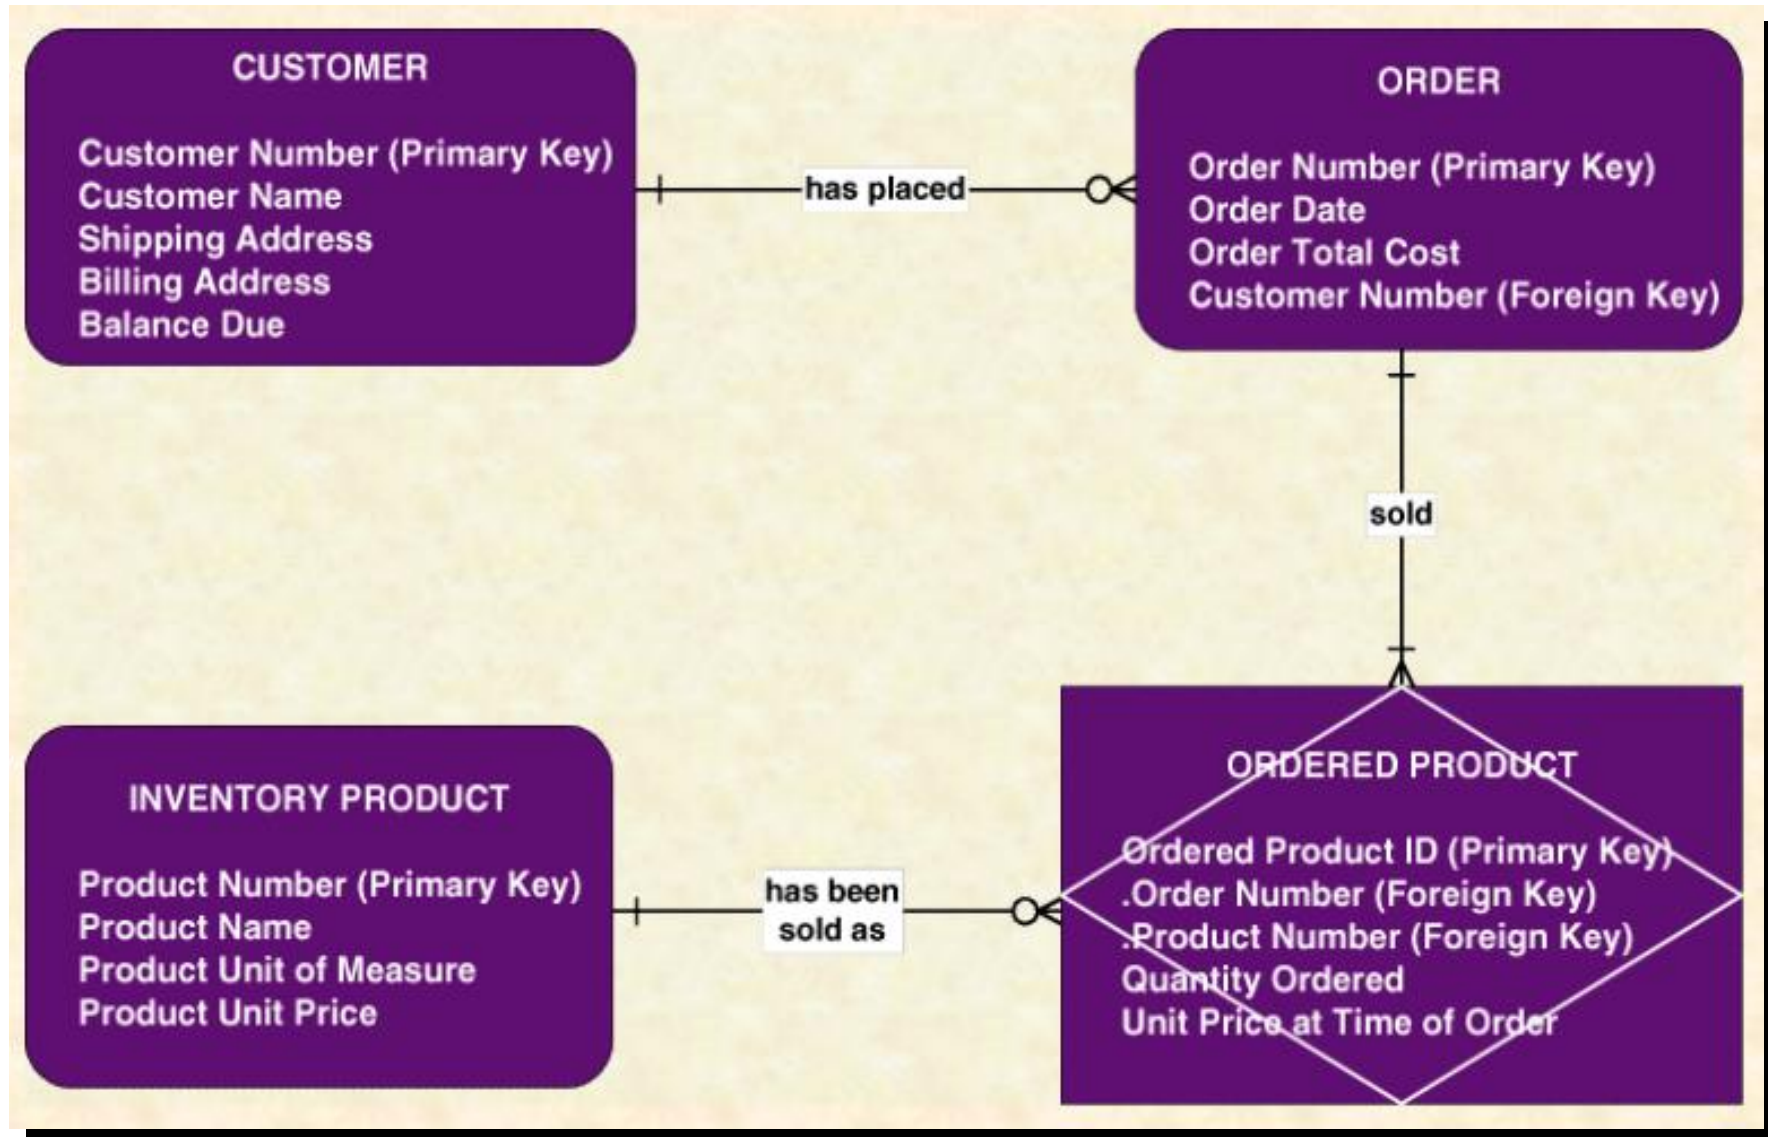 CUSTOMER
Customer Number (Primary Key)
Customer Name
Shipping Address
Billing Address
Balance Due
has placed
ORDER
Order Number (Primary Key)
Order Date
Order Total Cost
Customer Number (Foreign Key)
sold
INVENTORY PRODUCT
Product Number (Primary Key)
Product Name
Product Unit of Measure
Product Unit Price
has been
sold as
ORDERED PRODUCT
Ordered Product ID (Primary Key)
.Order Number (Foreign Key)
.Product Number (Foreign Key)
Quantity Ordered
Unit Price at Time of Order